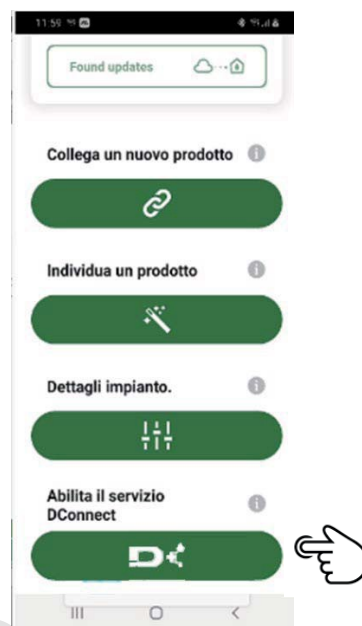 11:59
Found updates
Collega un nuovo prodotto
Individua un prodotto
Dettagli impianto.
Abilita il servizio
DConnect
D